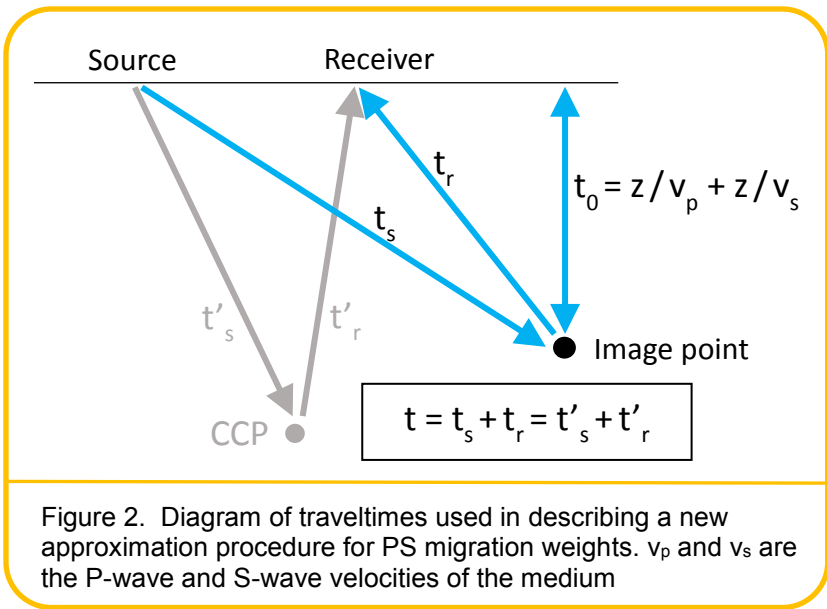 Source
Receiver
t_r
t_0 = z/v_p + z/v_s
t_s
t'_s
t'_r
Image point
CCP
t = t_s + t_r = t'_s + t'_r
Figure 2. Diagram of traveltimes used in describing a new
approximation procedure for PS migration weights. v_p and v_s are
the P-wave and S-wave velocities of the medium